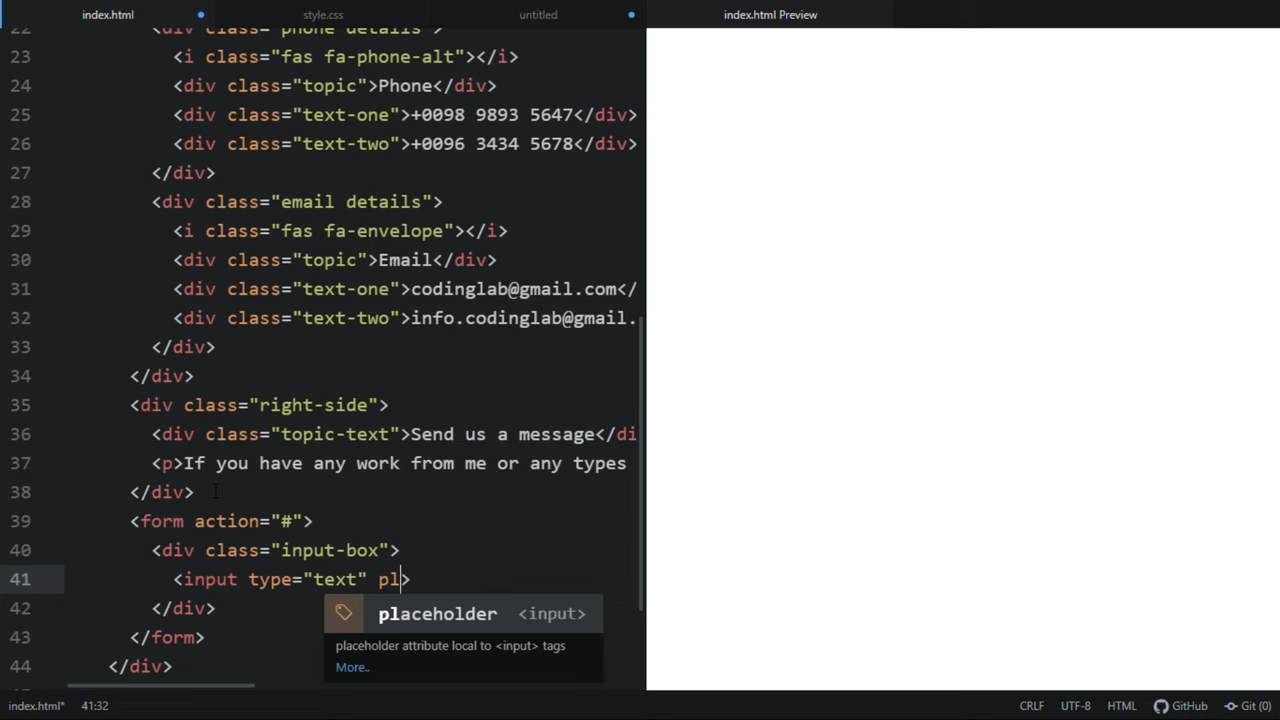 index.html
style.css
untitled
index.html Preview
22 <div class="phone details">
23 <i class="fas fa-phone-alt"></i>
24 <div class="topic">Phone</div>
25 <div class="text-one">+0098 9893 5647</div>
26 <div class="text-two">+0096 3434 5678</div>
27 </div>
28 <div class="email details">
29 <i class="fas fa-envelope"></i>
30 <div class="topic">Email</div>
31 <div class="text-one">codinglab@gmail.com</
32 <div class="text-two">info.codinglab@gmail.
33 </div>
34 </div>
35 <div class="right-side">
36 <div class="topic-text">Send us a message</di
37 <p>If you have any work from me or any types
38 </div>
39 <form action="#">
40 <div class="input-box">
41 <input type="text" pl>
placeholder <input>
placeholder attribute local to <input> tags
More..
42 </div>
43 </form>
44 </div>
index.html* 41:32 CRLF UTF-8 HTML GitHub Git (0)